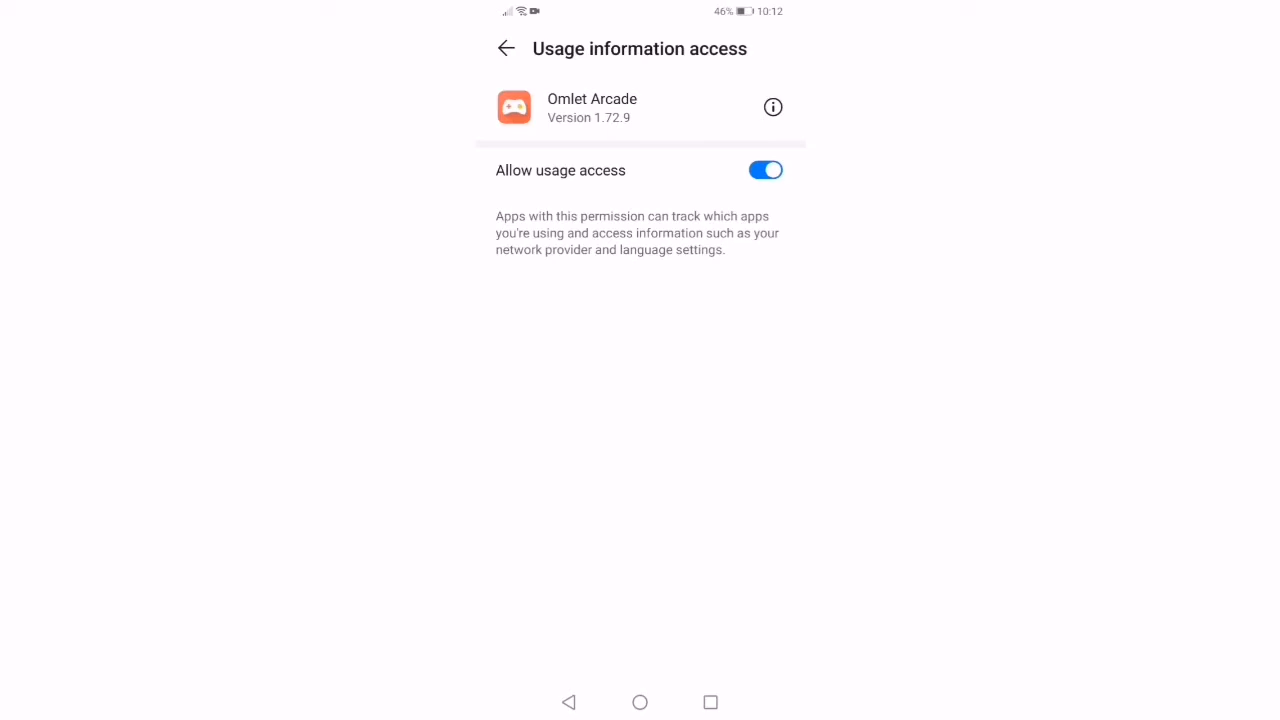 46% 10:12
Usage information access
Omlet Arcade
Version 1.72.9
Allow usage access
Apps with this permission can track which apps
you're using and access information such as your
network provider and language settings.